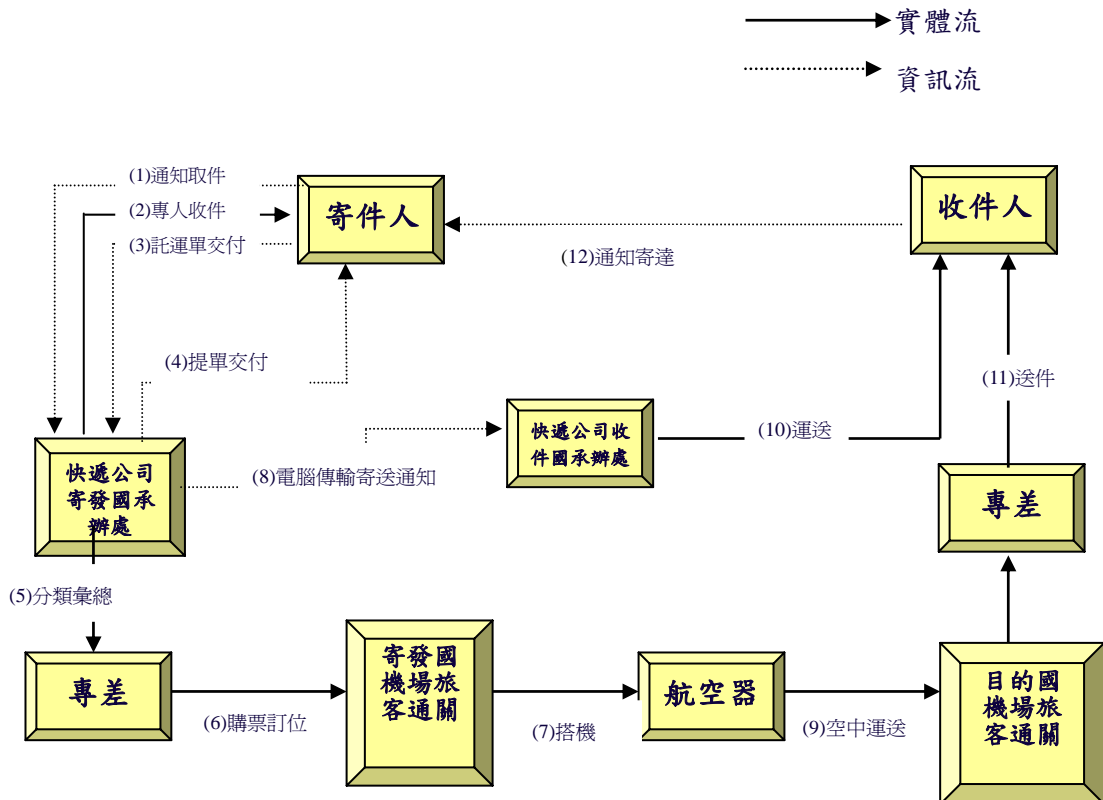 實體流
資訊流
(1)通知取件
(2)專人收件
(3)託運單交付
寄件人
收件人
(12)通知寄達
(4)提單交付
(11)送件
快遞公司收
件國承辦處
(10)運送
快遞公司
寄發國承
辦處
(8)電腦傳輸寄送通知
專差
(5)分類彙總
專差
(6)購票訂位
寄發國
機場旅
客通關
(7)搭機
航空器
(9)空中運送
目的國
機場旅
客通關